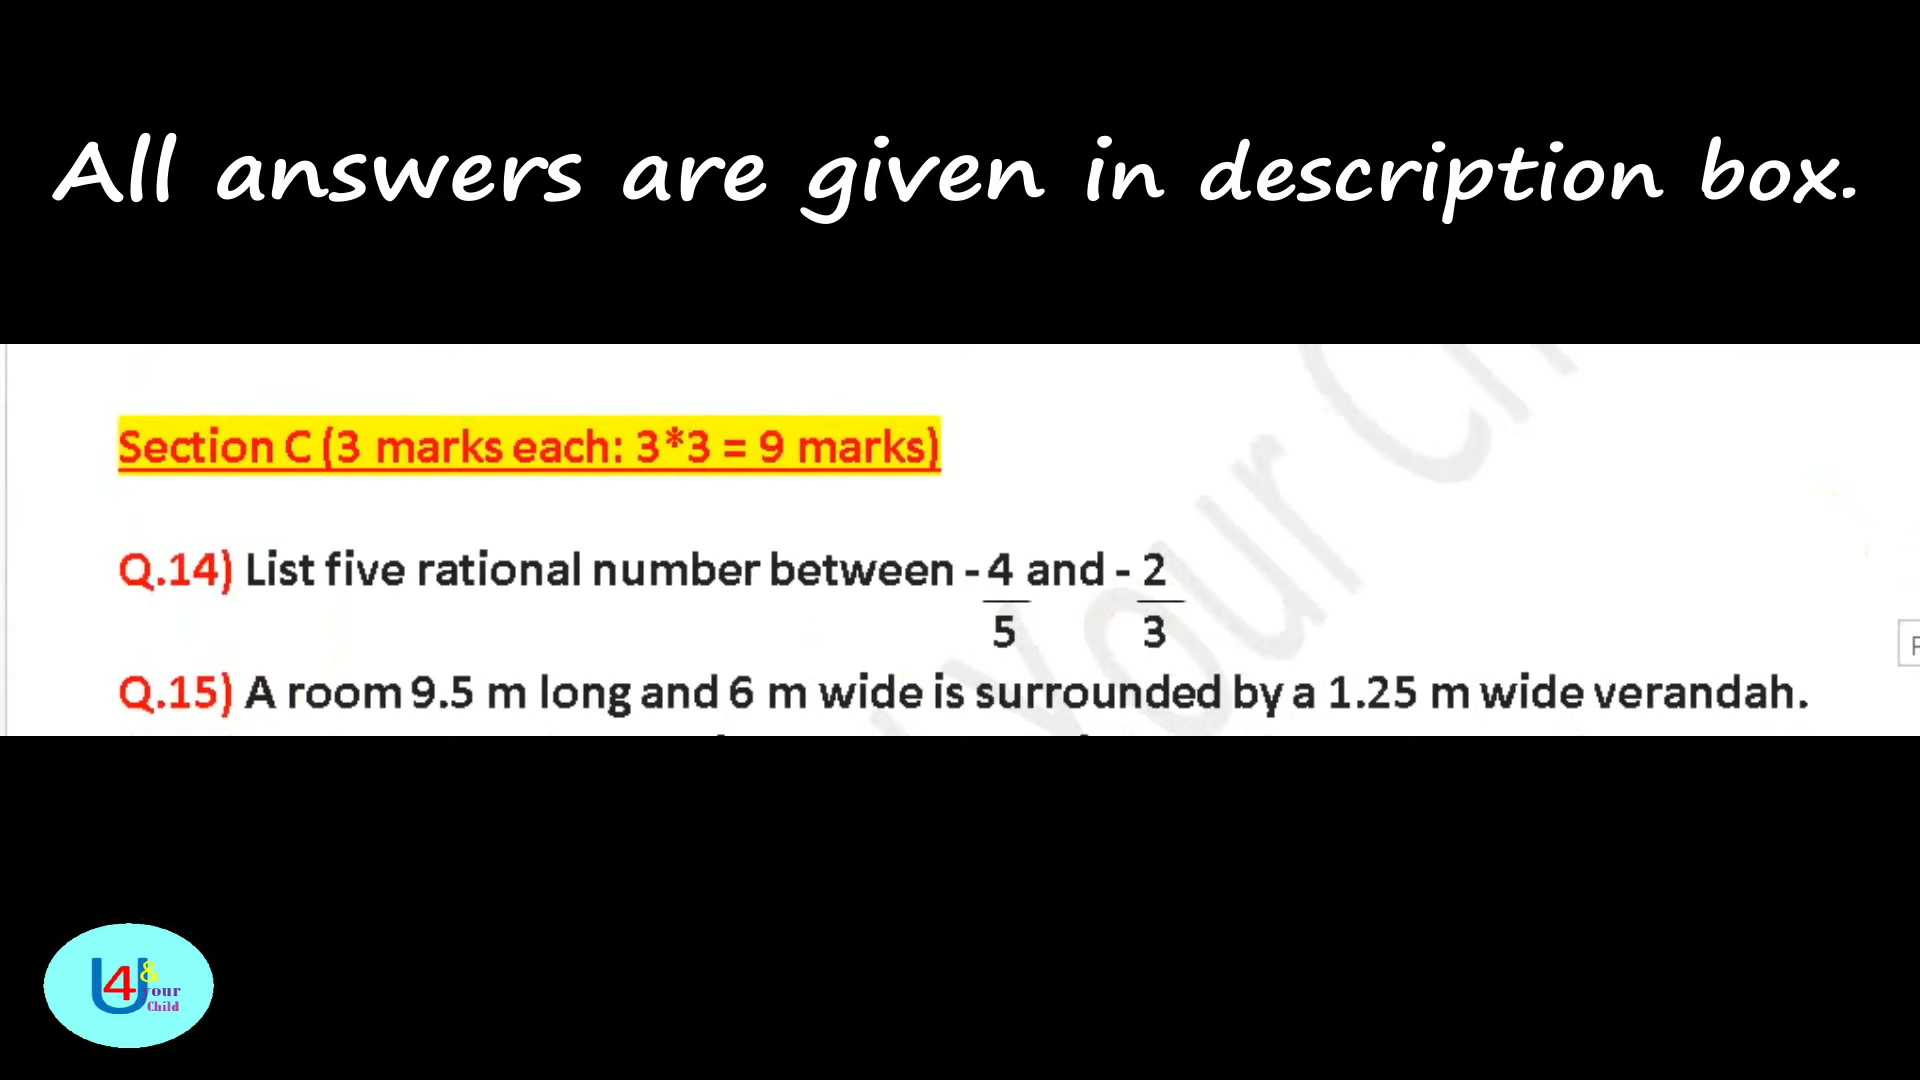 All answers are given in description box.
Section C (3 marks each: 3*3 = 9 marks)
Q.14) List five rational number between - 4 and - 2
5 3
Q.15) A room 9.5 m long and 6 m wide is surrounded by a 1.25 m wide verandah.
U4 & your Child